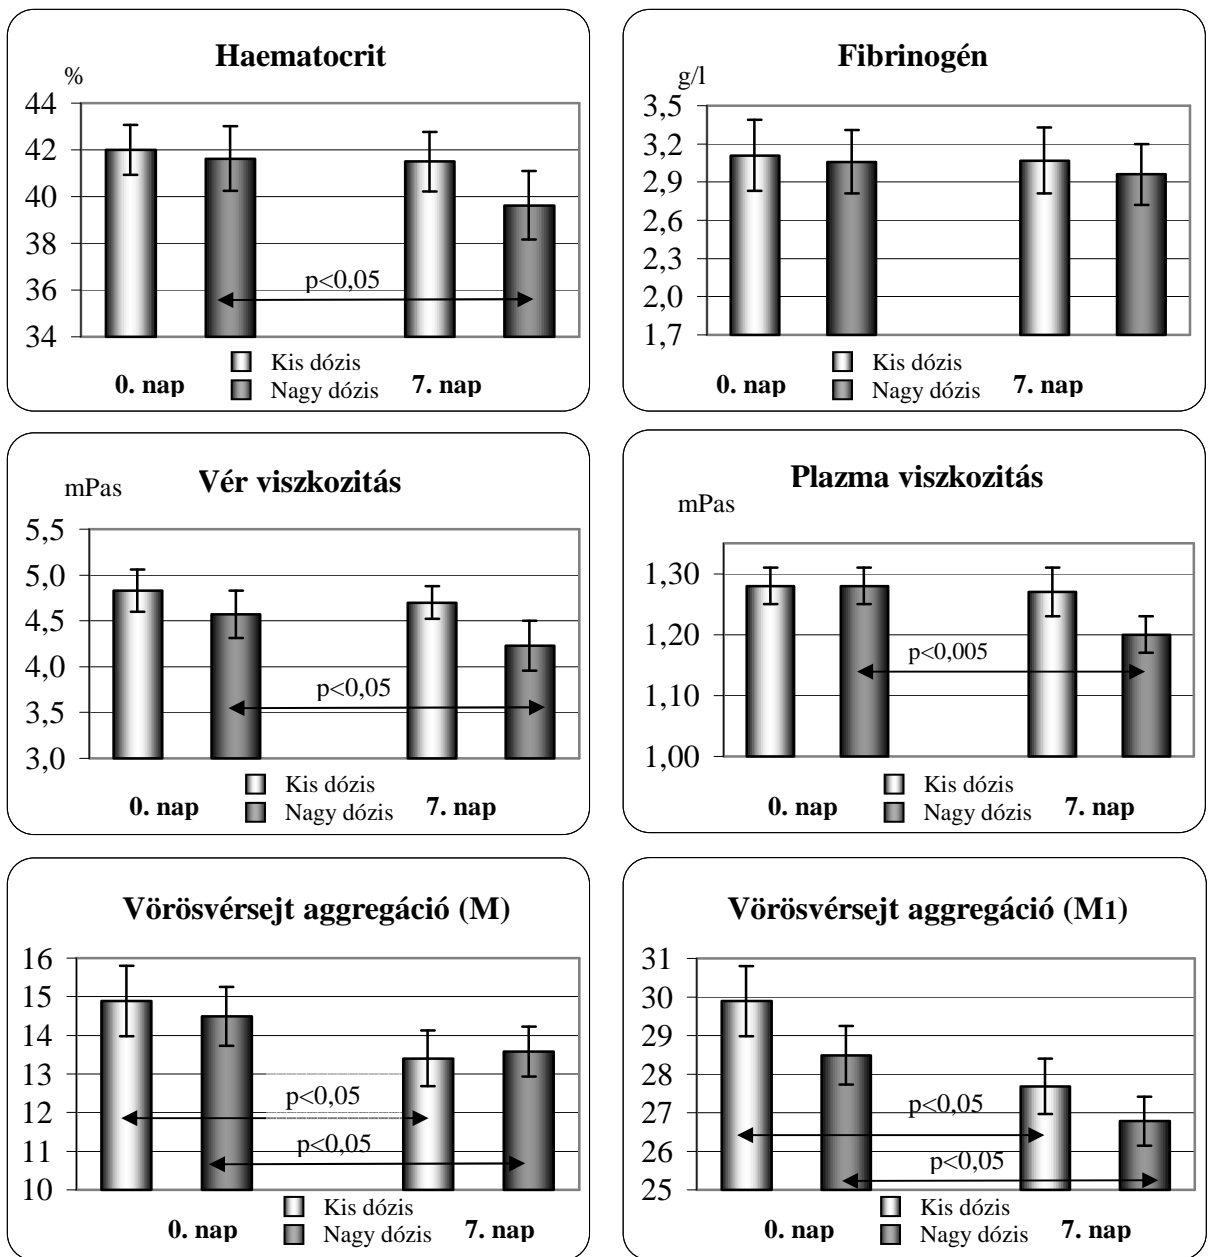 Haematocrit
%
44
42
40
38
36
34
p<0,05
Kis dózis
0. nap Nagy dózis 7. nap
Fibrinogén
g/l
3,5
3,2
2,9
2,6
2,3
2,0
1,7
Kis dózis
0. nap Nagy dózis 7. nap
Vér viszkozitás
mPas
5,5
5,0
4,5
4,0
3,5
3,0
p<0,05
Kis dózis
0. nap Nagy dózis 7. nap
Plazma viszkozitás
mPas
1,30
1,20
1,10
1,00
p<0,005
Kis dózis
0. nap Nagy dózis 7. nap
Vörösvérsejt aggregáció (M)
16
15
14
13
12
11
10
p<0,05
p<0,05
Kis dózis
0. nap Nagy dózis 7. nap
Vörösvérsejt aggregáció (M1)
31
30
29
28
27
26
25
p<0,05
p<0,05
Kis dózis
0. nap Nagy dózis 7. nap